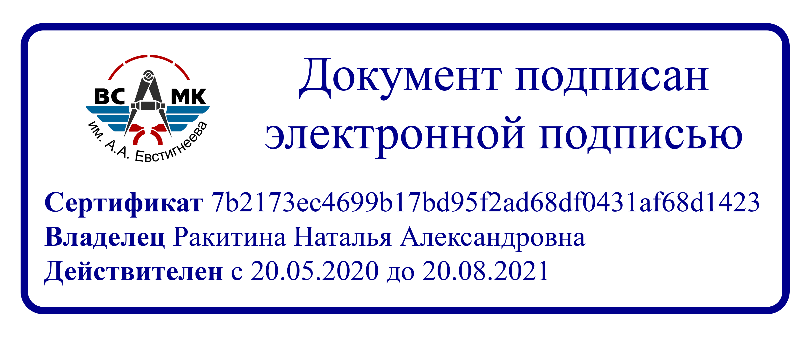 ВС МК
им. А.А. Евстигнеева
Документ подписан
электронной подписью
Сертификат 7b2173ec4699b17bd95f2ad68df0431af68d1423
Владелец Ракитина Наталья Александровна
Действителен с 20.05.2020 до 20.08.2021